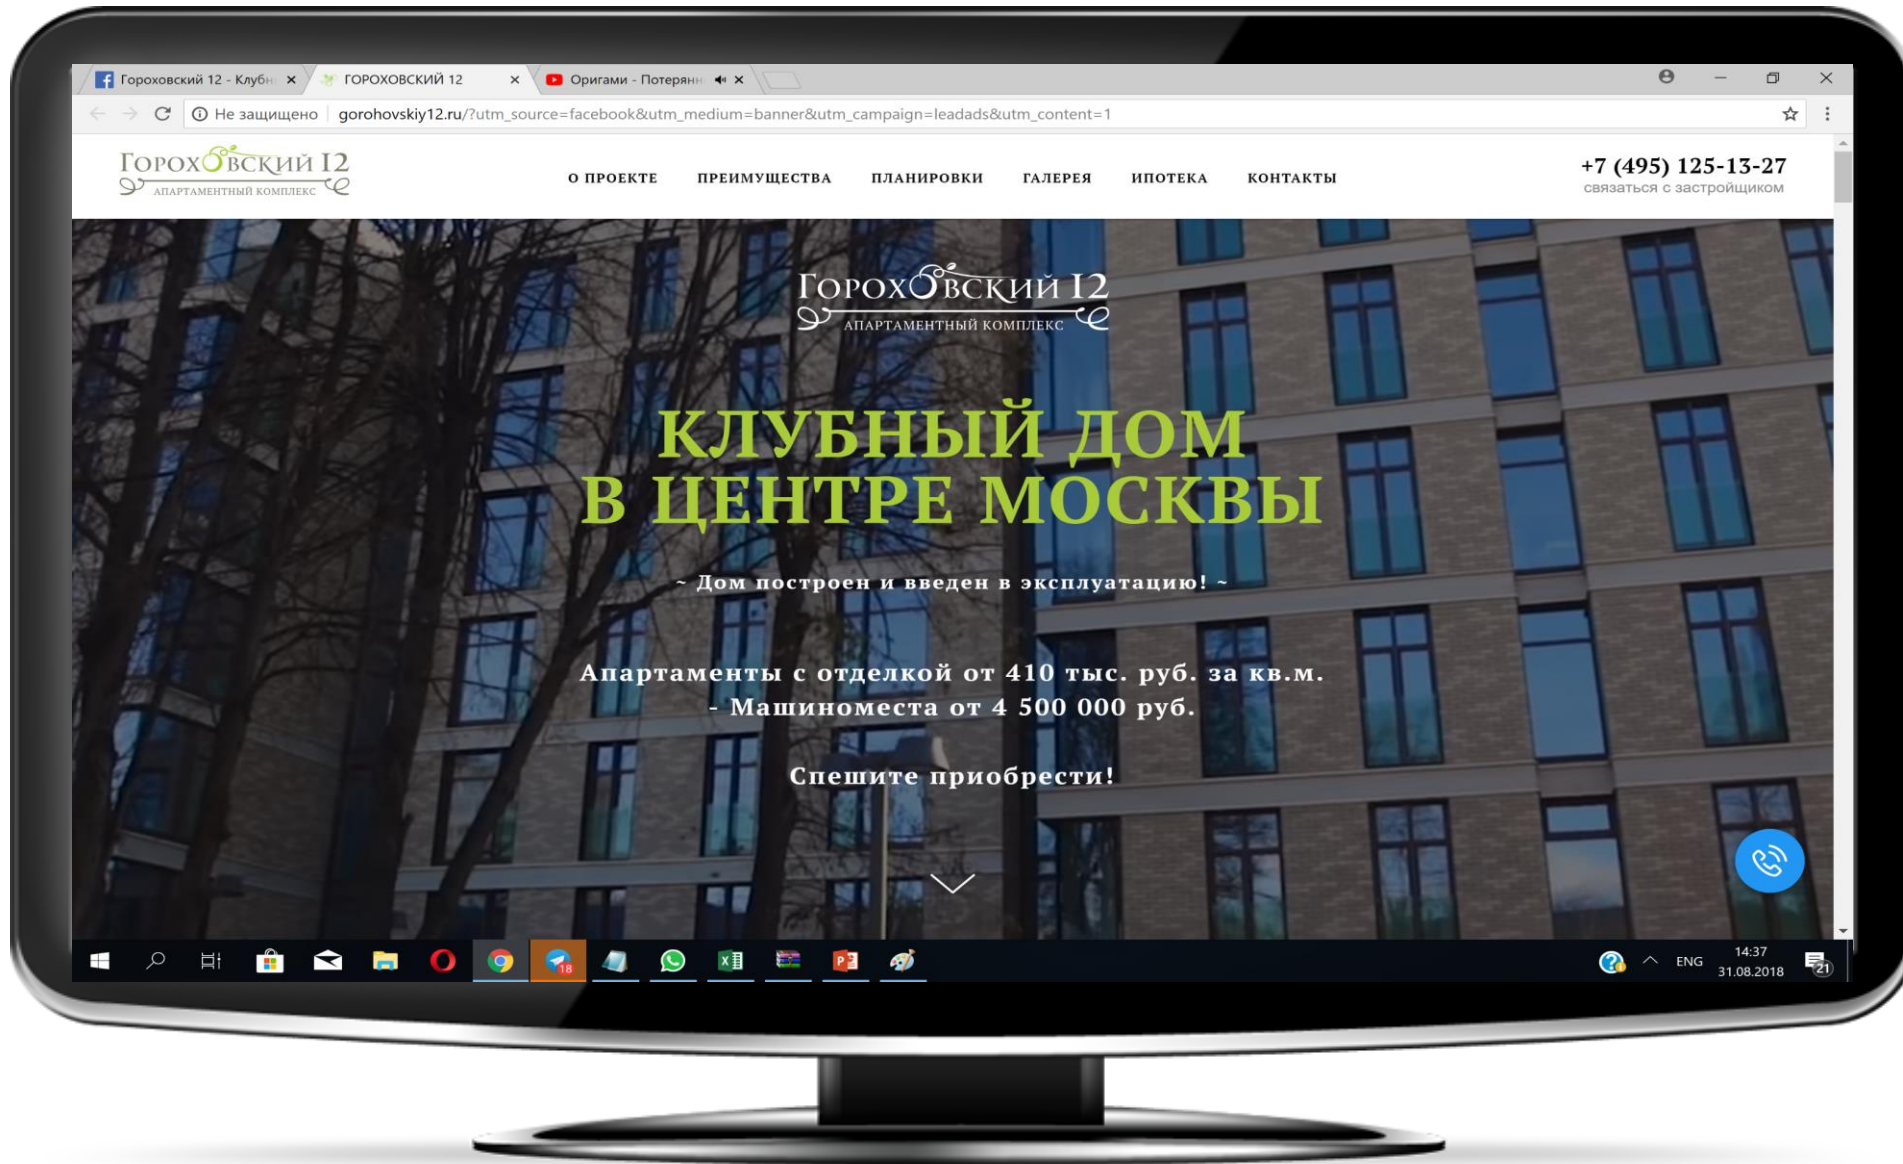 Гороховский 12 - Клубн
ГОРОХОВСКИЙ 12
Оригами - Потерянн
Не защищено
gorohovskiy12.ru/?utm_source=facebook&utm_medium=banner&utm_campaign=leadads&utm_content=1
ГОРОХОВСКИЙ 12
АПАРТАМЕНТНЫЙ КОМПЛЕКС
О ПРОЕКТЕ ПРЕИМУЩЕСТВА ПЛАНИРОВКИ ГАЛЕРЕЯ ИПОТЕКА КОНТАКТЫ
+7 (495) 125-13-27
связаться с застройщиком
ГОРОХОВСКИЙ 12
АПАРТАМЕНТНЫЙ КОМПЛЕКС
КЛУБНЫЙ ДОМ
В ЦЕНТРЕ МОСКВЫ
~ Дом построен и введен в эксплуатацию! ~
Апартаменты с отделкой от 410 тыс. руб. за кв.м.
- Машиноместа от 4 500 000 руб.
Спешите приобрести!
18
ENG
14:37
31.08.2018
21